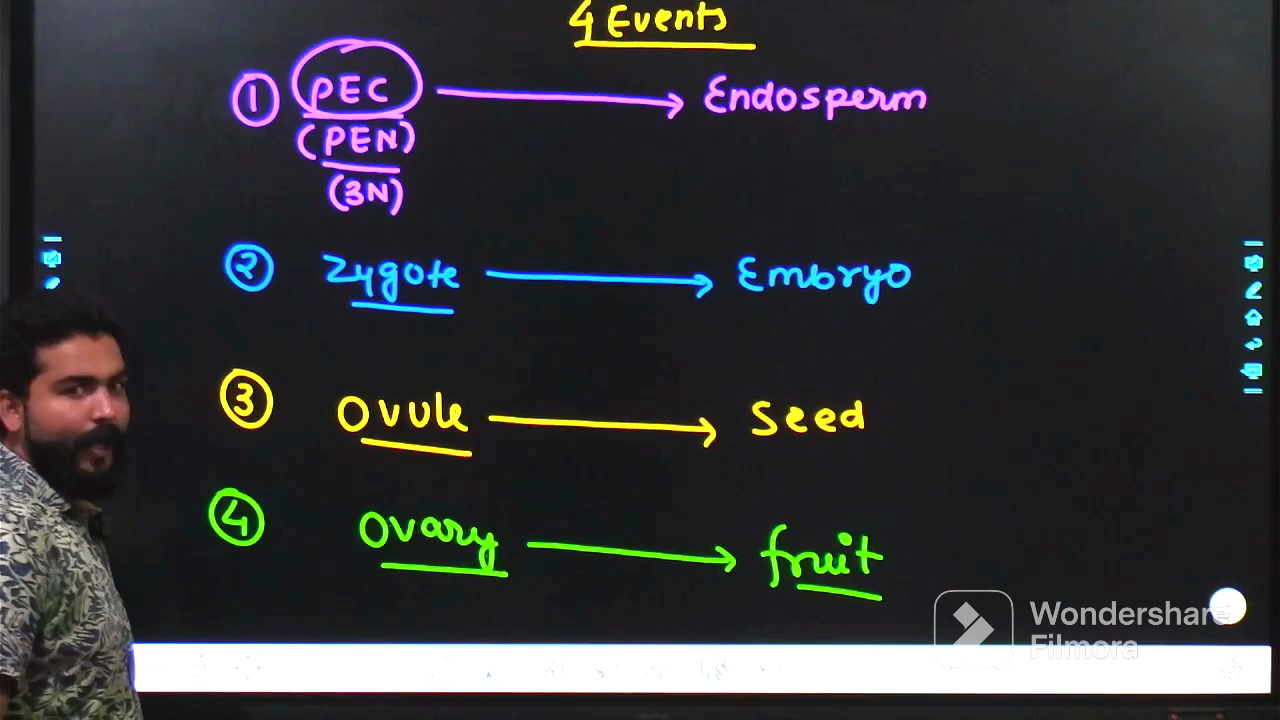 4 Events
① PEC → Endosperm
(PEN)
(3N)
② Zygote → Embryo
③ Ovule → Seed
④ Ovary → fruit
Wondershare
Filmora